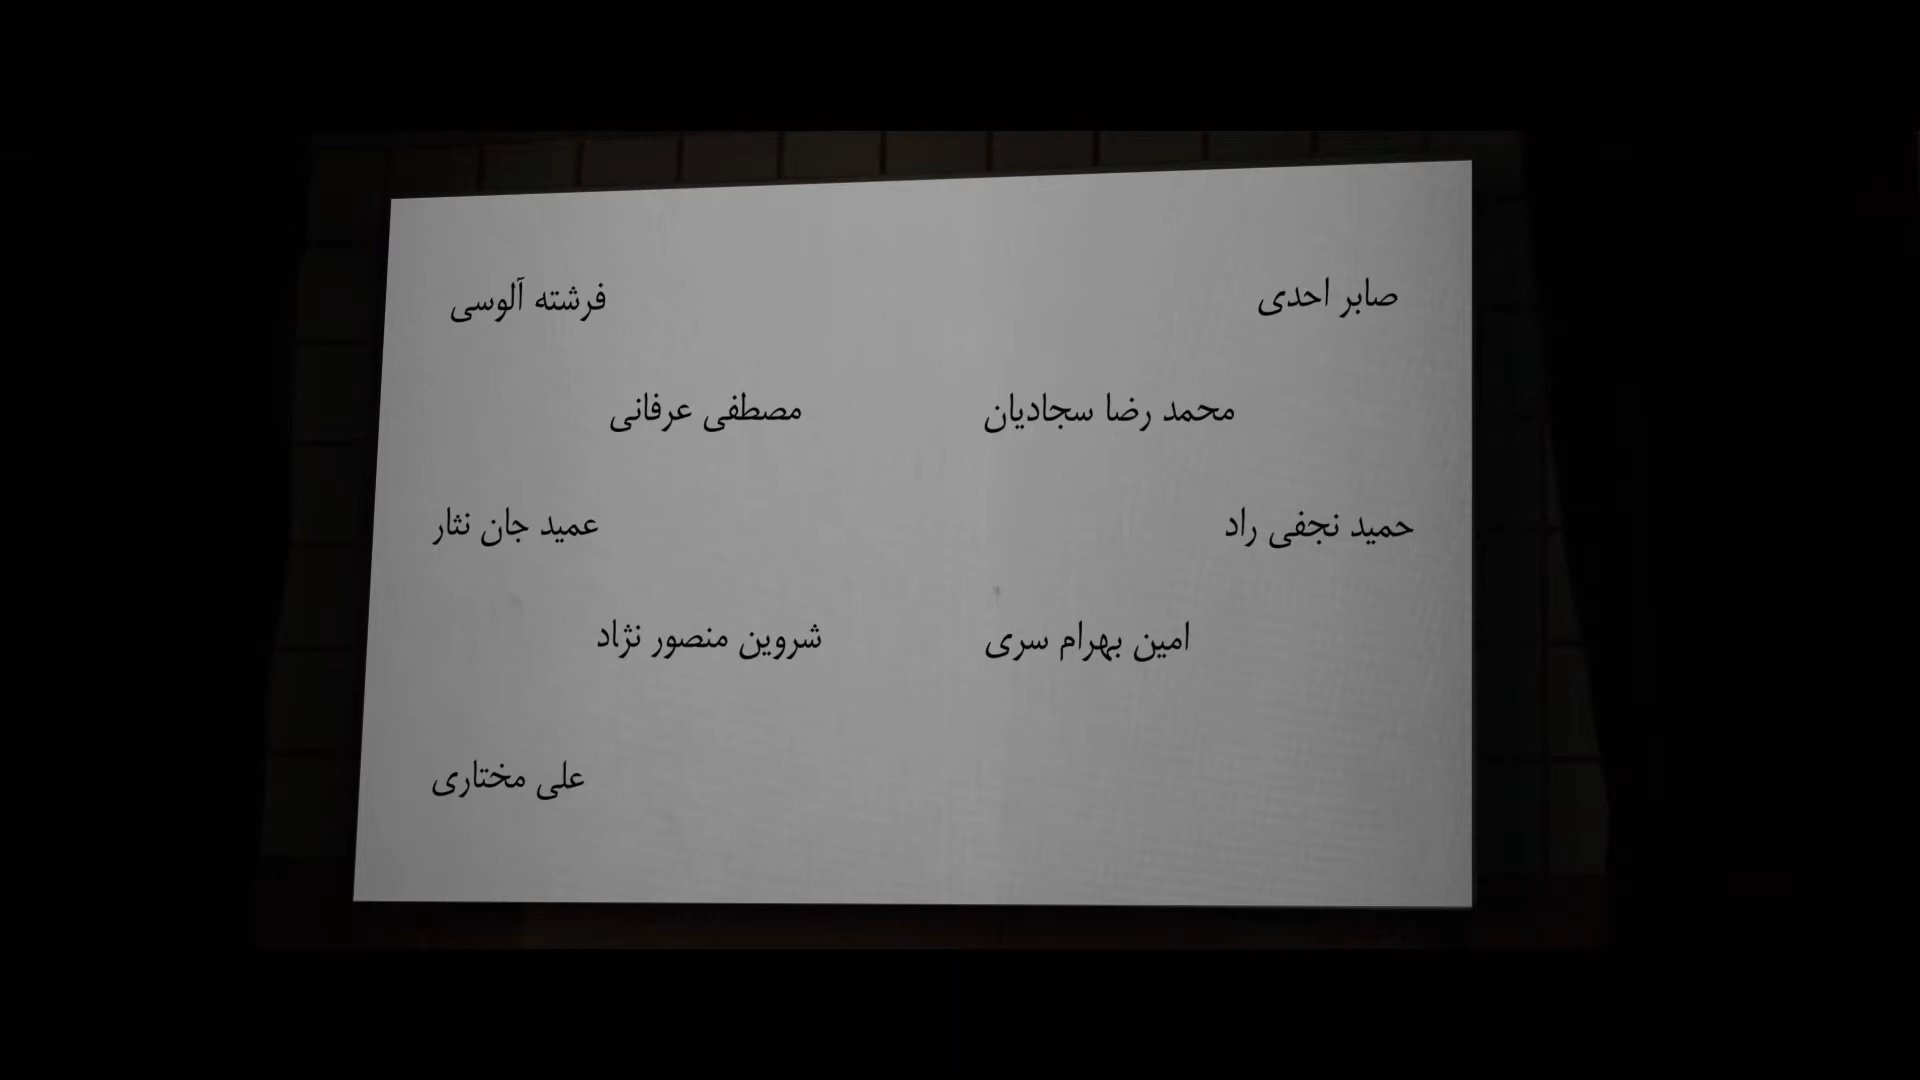 صابر احدی
فرشته آلوسی
محمد رضا سجادیان
مصطفی عرفانی
حمید نجفی راد
عمید جان نثار
امین بهرام سری
شروین منصور نژاد
علی مختاری